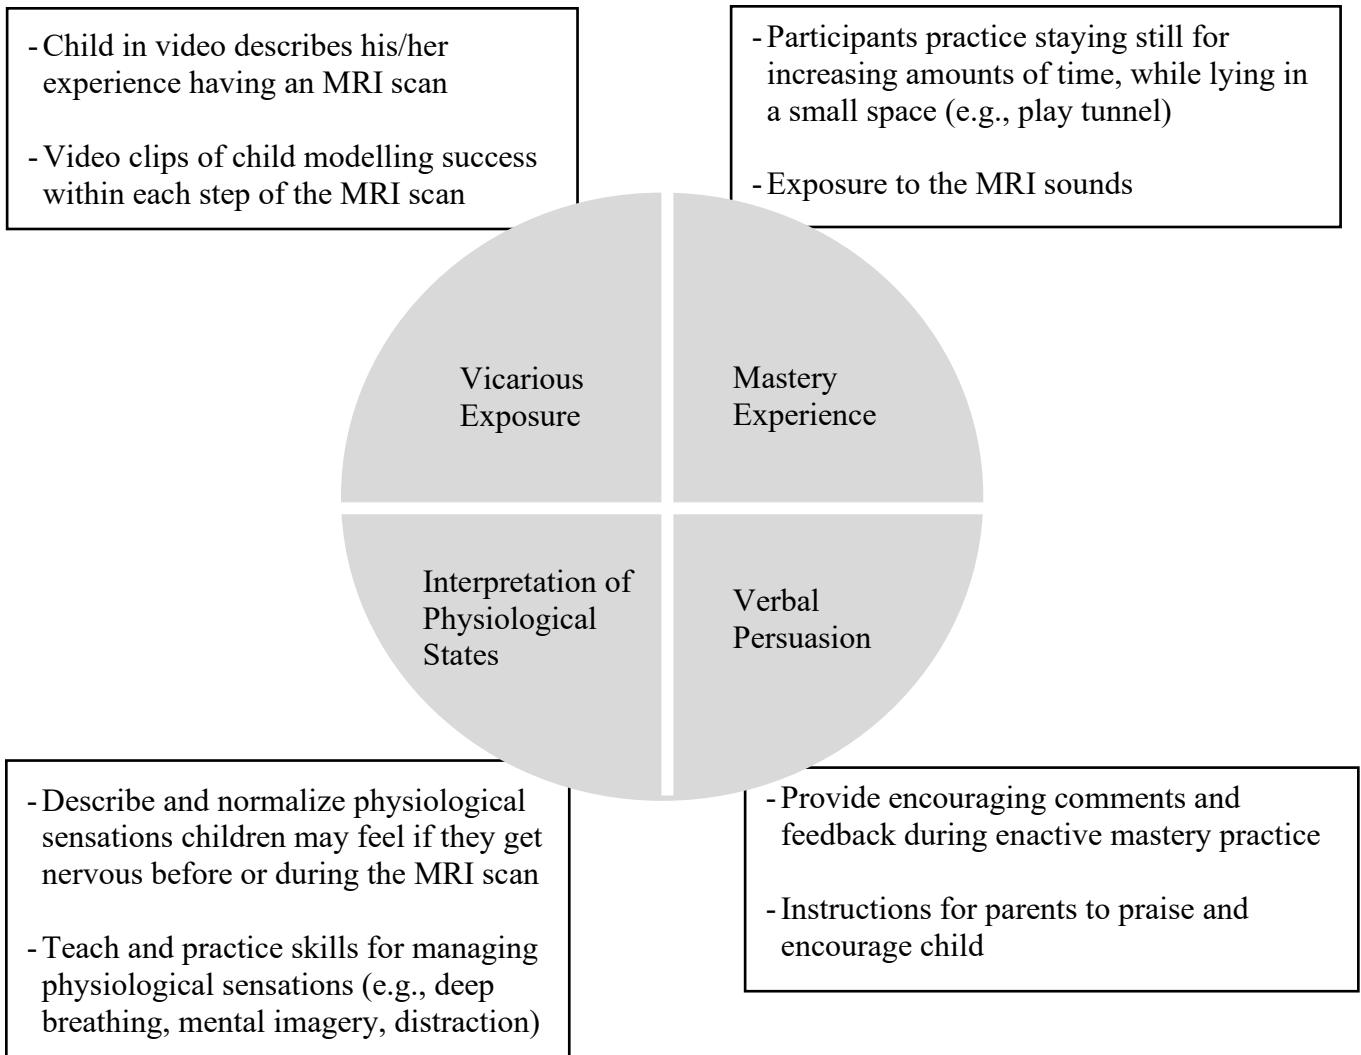 - Child in video describes his/her
experience having an MRI scan
- Video clips of child modelling success
within each step of the MRI scan
- Participants practice staying still for
increasing amounts of time, while lying in
a small space (e.g., play tunnel)
- Exposure to the MRI sounds
Vicarious
Exposure
Mastery
Experience
Interpretation of
Physiological
States
Verbal
Persuasion
- Describe and normalize physiological
sensations children may feel if they get
nervous before or during the MRI scan
- Teach and practice skills for managing
physiological sensations (e.g., deep
breathing, mental imagery, distraction)
- Provide encouraging comments and
feedback during enactive mastery practice
- Instructions for parents to praise and
encourage child